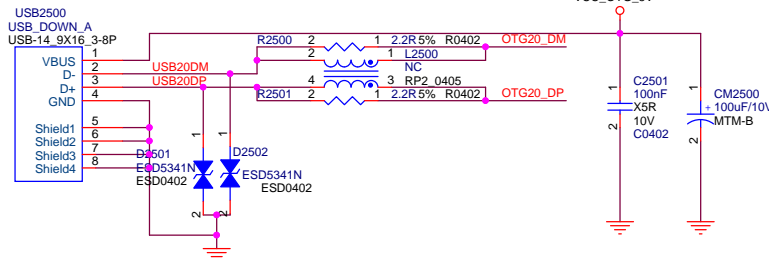 USB2500
USB_DOWN_A
USB-14_9X16_3-8P
VBUS 1
D- 2
D+ 3
GND 4
Shield1 5
Shield2 6
Shield3 7
Shield4 8
USB20DM
USB20DP
R2500 2 1 2.2R 5% R0402 OTG20_DM
2 1 L2500
NC
4 3 RP2_0405
R2501 2 1 2.2R 5% R0402 OTG20_DP
1 1
D2501 D2502
ESD5341N ESD5341N
ESD0402 ESD0402
2 2
1 C2501
100nF
X5R
2 10V
C0402
1 CM2500
+ 100uF/10V
2 MTM-B